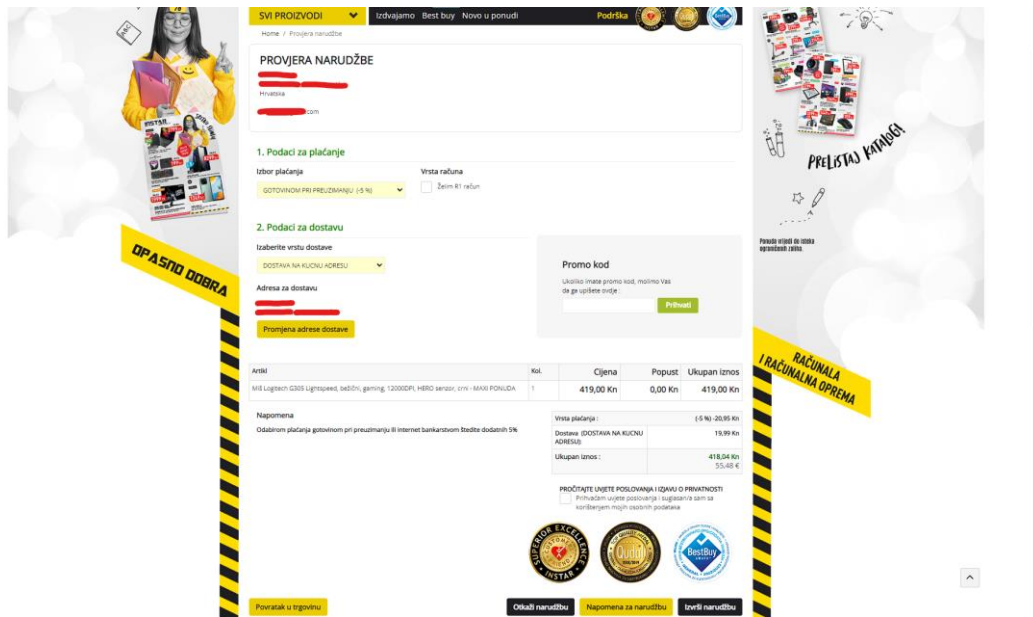 SVI PROIZVODI
Izdvajamo Best buy Novo u ponudi
Podrška
Home / Provjera narudžbe
PROVJERA NARUDŽBE
Hrvatska
.com
1. Podaci za plaćanje
Izbor plaćanja
Vrsta računa
GOTOVINOM PRI PREUZIMANJU (-5 %)
Želim R1 račun
2. Podaci za dostavu
Izaberite vrstu dostave
DOSTAVA NA KUCNU ADRESU
Adresa za dostavu
Promjena adrese dostave
Promo kod
Ukoliko imate promo kod, molimo Vas
da ga upišete ovdje :
Prihvati
Artikl Kol. Cijena Popust Ukupan iznos
Miš Logitech G305 Lightspeed, bežični, gaming, 12000DPI, HERO senzor, crni - MAXI PONUDA 1 419,00 Kn 0,00 Kn 419,00 Kn
Napomena
Odabirom plaćanja gotovinom pri preuzimanju ili internet bankarstvom štedite dodatnih 5%
Vrsta plaćanja : (-5 %) -20,95 Kn
Dostava (DOSTAVA NA KUCNU 19,99 Kn
ADRESU)
Ukupan iznos : 418,04 Kn
55,48 €
PROČITAJTE UVJETE POSLOVANJA I IZJAVU O PRIVATNOSTI
Prihvaćam uvjete poslovanja i suglasan/a sam sa
korištenjem mojih osobnih podataka
SUPERIOR EXCELLENCE
CUSTOMERS
FRIEND
INSTAR
Qudal
BestBuy
Povratak u trgovinu
Otkaži narudžbu
Napomena za narudžbu
Izvrši narudžbu
ABC
INSTAR
OPASNO DOBRA
PRELISTAJ KATALOG!
Ponuda vrijedi do isteka
ograničenih zaliha.
RAČUNALA
I RAČUNALNA OPREMA